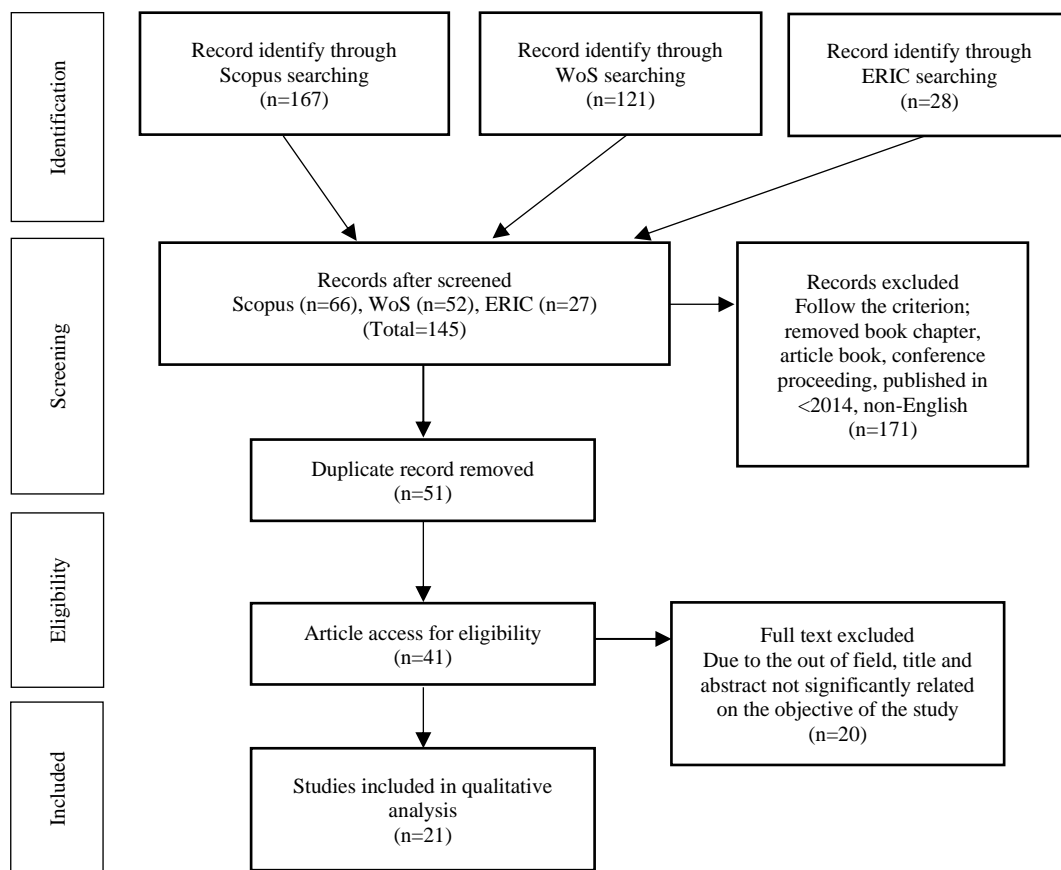 Identification
Record identify through
Scopus searching
(n=167)
Record identify through
WoS searching
(n=121)
Record identify through
ERIC searching
(n=28)
Screening
Records after screened
Scopus (n=66), WoS (n=52), ERIC (n=27)
(Total=145)
Records excluded
Follow the criterion;
removed book chapter,
article book, conference
proceeding, published in
<2014, non-English
(n=171)
Duplicate record removed
(n=51)
Eligibility
Article access for eligibility
(n=41)
Full text excluded
Due to the out of field, title and
abstract not significantly related
on the objective of the study
(n=20)
Included
Studies included in qualitative
analysis
(n=21)